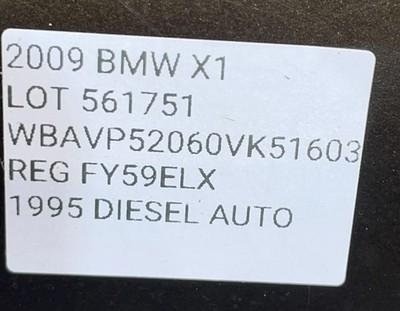 2009 BMW X1
LOT 561751
WBAVP52060VK51603
REG FY59ELX
1995 DIESEL AUTO